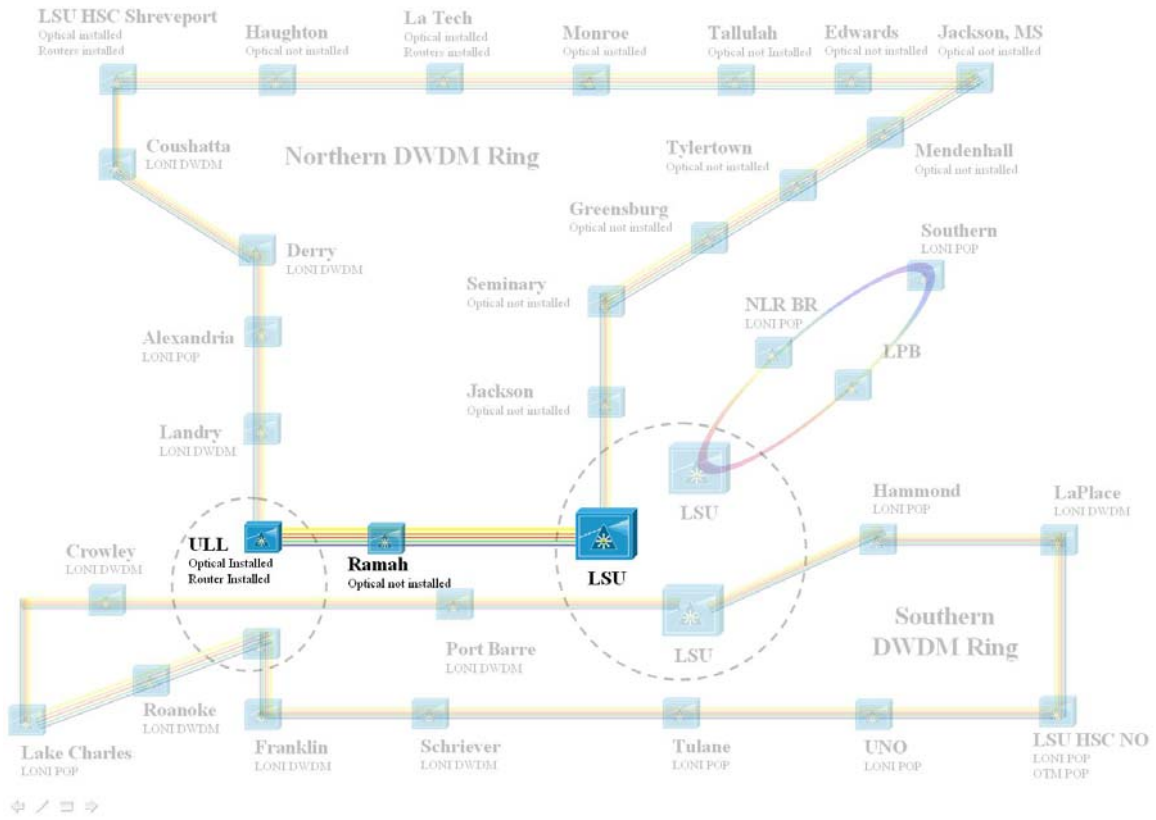 LSU HSC Shreveport
Optical installed
Routers installed
Haughton
Optical not installed
La Tech
Optical installed
Routers installed
Monroe
Optical not installed
Tallulah
Optical not Installed
Edwards
Optical not installed
Jackson, MS
Optical not installed
Coushatta
LONI DWDM
Northern DWDM Ring
Tylertown
Optical not installed
Mendenhall
Optical not installed
Greensburg
Optical not installed
Southern
LONI POP
Derry
LONI DWDM
Seminary
Optical not installed
NLR BR
LONI POP
Alexandria
LONI POP
LPB
Jackson
Optical not installed
Landry
LONI DWDM
LSU
Hammond
LONI POP
LaPlace
LONI DWDM
ULL
Optical Installed
Router Installed
Ramah
Optical not installed
LSU
Crowley
LONI DWDM
Port Barre
LONI DWDM
LSU
Southern
DWDM Ring
Roanoke
LONI DWDM
Lake Charles
LONI POP
Franklin
LONI DWDM
Schriever
LONI DWDM
Tulane
LONI POP
UNO
LONI POP
LSU HSC NO
LONI POP
OTM POP